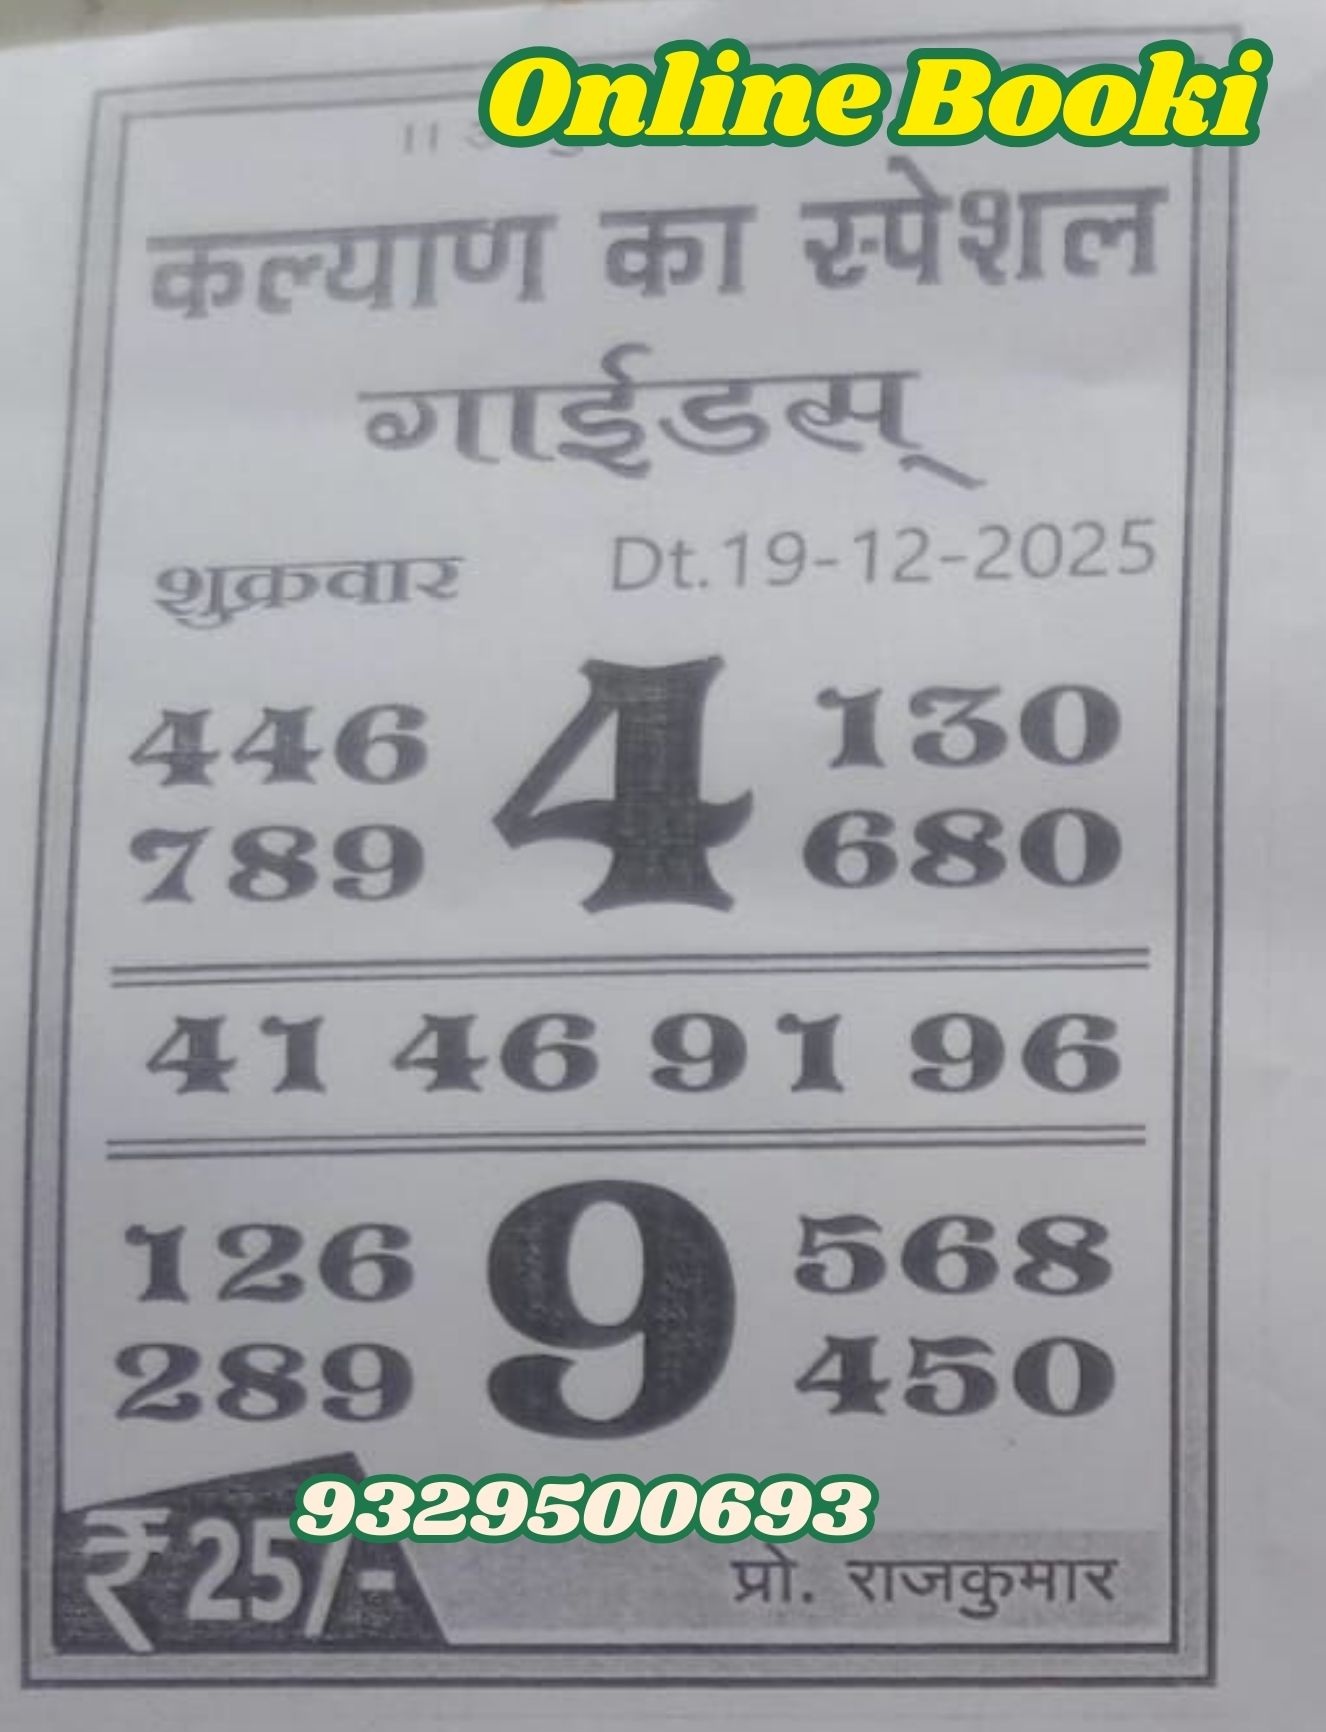 Online Booki
कल्याण का स्पेशल
गाईडस्
शुक्रवार Dt.19-12-2025
446 4 130
789 680
41 46 91 96
126 9 568
289 450
9329500693
₹ 25/-
प्रो. राजकुमार